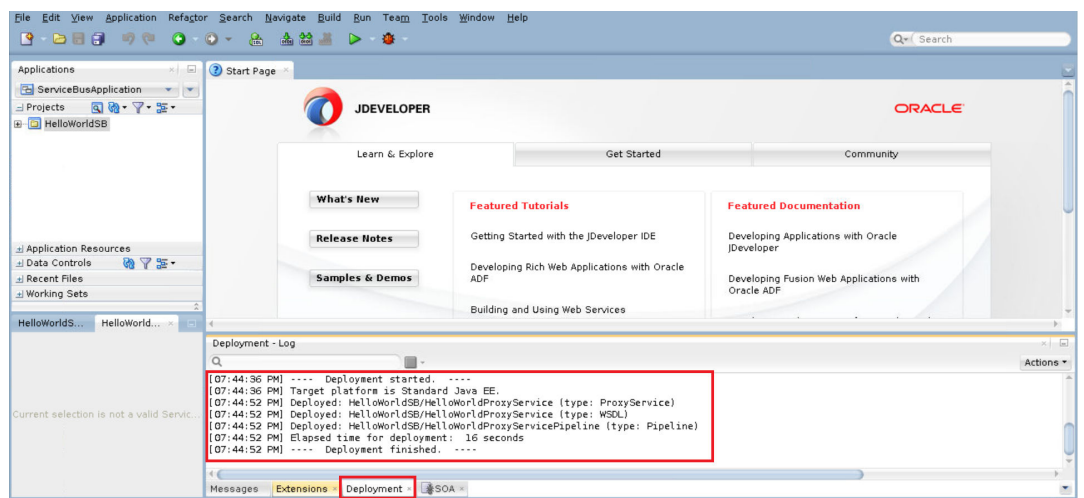 File Edit View Application Refactor Search Navigate Build Run Team Tools Window Help
Search
Applications
Start Page
ServiceBusApplication
Projects
HelloWorldSB
JDEVELOPER
ORACLE
Learn & Explore
Get Started
Community
What's New
Featured Tutorials
Featured Documentation
Release Notes
Getting Started with the JDeveloper IDE
Developing Applications with Oracle
JDeveloper
Samples & Demos
Developing Rich Web Applications with Oracle
ADF
Developing Fusion Web Applications with
Oracle ADF
Building and Using Web Services
Application Resources
Data Controls
Recent Files
Working Sets
HelloWorldS... HelloWorld...
Current selection is not a valid Servic...
Deployment - Log
Actions
[07:44:36 PM] ---- Deployment started. ----
[07:44:36 PM] Target platform is Standard Java EE.
[07:44:52 PM] Deployed: HelloWorldSB/HelloWorldProxyService (type: ProxyService)
[07:44:52 PM] Deployed: HelloWorldSB/HelloWorldProxyService (type: WSDL)
[07:44:52 PM] Deployed: HelloWorldSB/HelloWorldProxyServicePipeline (type: Pipeline)
[07:44:52 PM] Elapsed time for deployment: 16 seconds
[07:44:52 PM] ---- Deployment finished. ----
Messages Extensions Deployment SOA